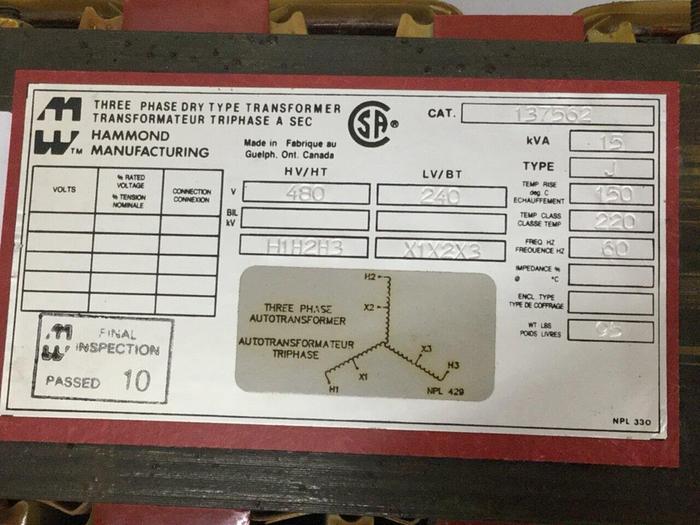 THREE PHASE DRY TYPE TRANSFORMER
TRANSFORMATEUR TRIPHASE A SEC
HAMMOND
TM MANUFACTURING
Made in Fabrique au
Guelph. Ont. Canada
CSA ®
CAT. 137562
kVA 15
TYPE J
TEMP RISE
deg. C
ECHAUFFEMENT
150
TEMP CLASS
CLASSE TEMP
220
FREQ HZ
FREQUENCE HZ
60
IMPEDANCE %
@ °C
ENCL TYPE
TYPE DE COFFRAGE
WT LBS
POIDS LIVRES
HV/HT LV/BT
V 480 240
BIL
kV
H1H2H3 X1X2X3
VOLTS
% RATED
VOLTAGE
% TENSION
NOMINALE
CONNECTION
CONNEXION
THREE PHASE
AUTOTRANSFORMER
AUTOTRANSFORMATEUR
TRIPHASE
H2
X2
X3
H3
X1
H1
NPL 429
FINAL
INSPECTION
PASSED 10
NPL 330